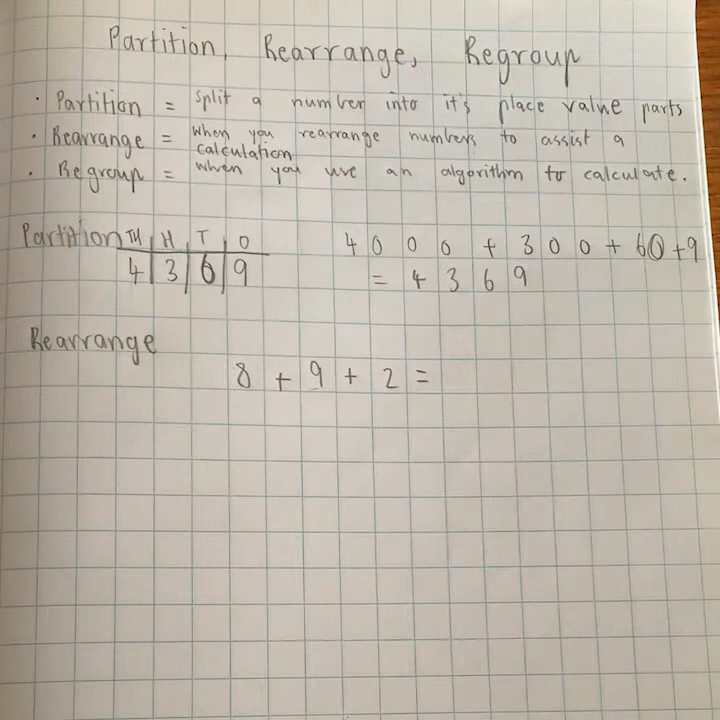 Partition, Rearrange, Regroup
· Partition = split a number into it's place value parts
· Rearrange = when you rearrange numbers to assist a
calculation
· Regroup = when you use an algorithm to calculate.
Partition TH H T O 4000 + 300 + 60 + 9
4 3 6 9 = 4369
Rearrange
8 + 9 + 2 =